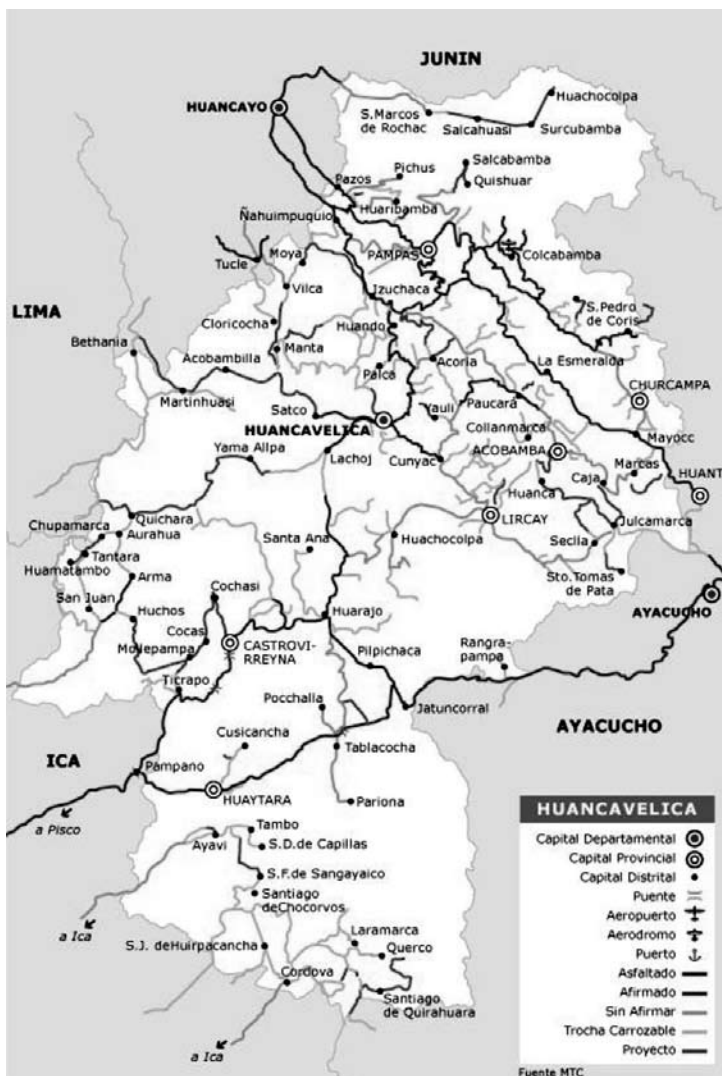 JUNIN
HUANCAYO
Huachocolpa
S.Marcos
de Rochac
Salcahuasi
Surcubamba
Salcabamba
Pichus
Pazos
Quishuar
Huaribamba
Ñahuimpuquio
PAMPAS
Colcabamba
Moya
Tucle
Vilca
Izuchaca
LIMA
S.Pedro
de Coris
Cloricocha
Huando
Bethania
Manta
Acoria
La Esmeralda
Acobambilla
Palca
CHURCAMPA
Martinhuasi
Satco
Yauli
Paucará
Collanmarca
HUANCAVELICA
Mayocc
Yama Allpa
Lachoj
Cunyac
ACOBAMBA
Marcas
Huanca
Caja
HUANT
Quichara
LIRCAY
Julcamarca
Chupamarca
Aurahua
Santa Ana
Huachocolpa
Seclla
Tantara
Huamatambo
Arma
Cochasi
Sto.Tomas
de Pata
San Juan
Huchos
Huarajo
AYACUCHO
Cocas
Mollepampa
CASTROVI-
RREYNA
Pilpichaca
Rangra-
pampa
Ticrapo
Pocchalla
Jatuncorral
AYACUCHO
Cusicancha
ICA
Tablacocha
Pampano
HUAYTARA
Pariona
a Pisco
Tambo
Ayavi
S.D.de Capillas
S.F.de Sangayaico
Santiago
deChocorvos
a Ica
Laramarca
S.J. deHuirpacancha
Querco
Cordova
Santiago
de Quirahuara
a Ica
HUANCAVELICA
Capital Departamental
Capital Provincial
Capital Distrital
Puente
Aeropuerto
Aerodromo
Puerto
Asfaltado
Afirmado
Sin Afirmar
Trocha Carrozable
Proyecto
Fuente MTC